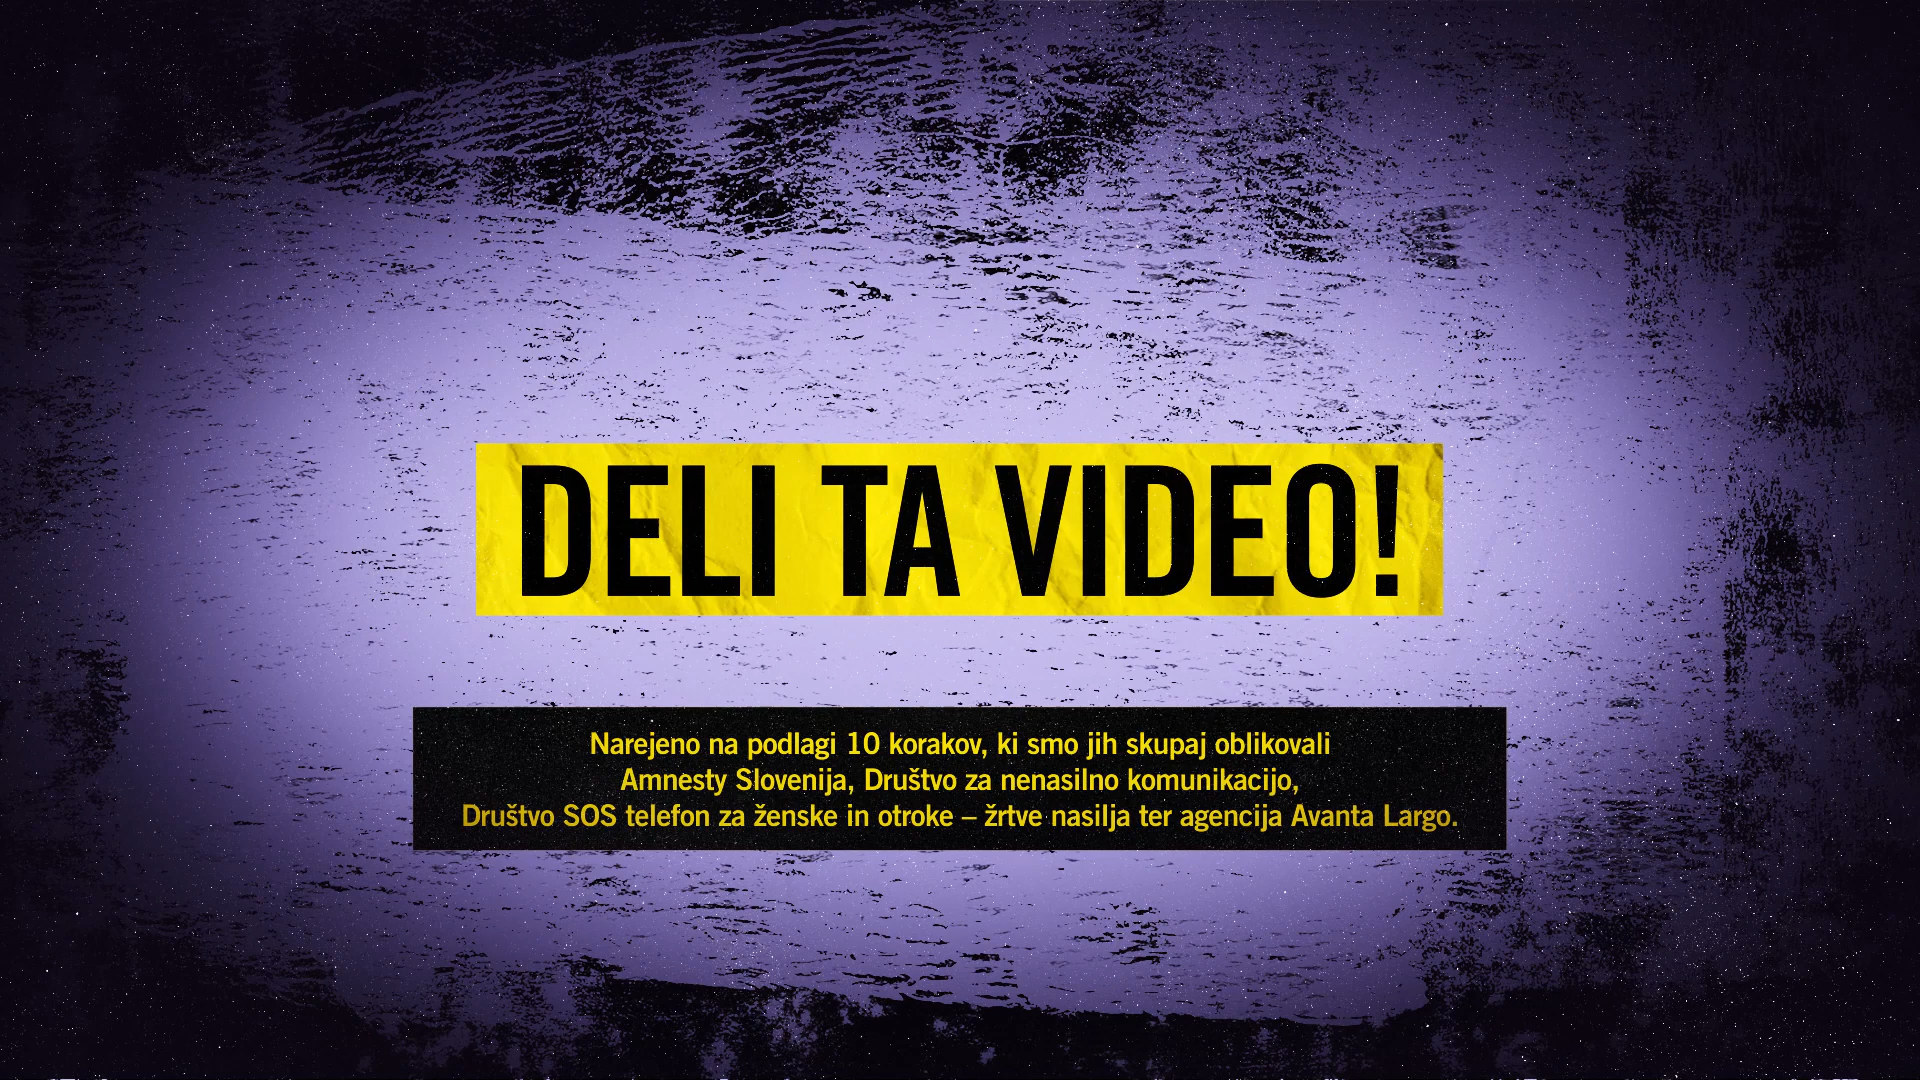 DELI TA VIDEO!
Narejeno na podlagi 10 korakov, ki smo jih skupaj oblikovali
Amnesty Slovenija, Društvo za nenasilno komunikacijo,
Društvo SOS telefon za ženske in otroke – žrtve nasilja ter agencija Avanta Largo.